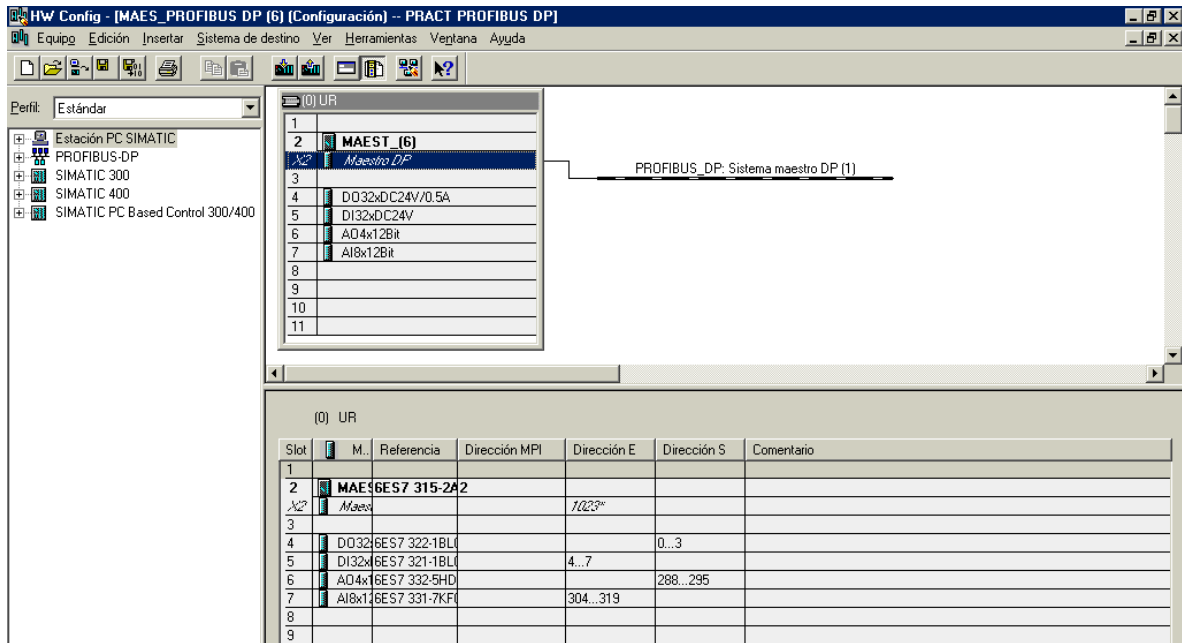 HW Config - [MAES_PROFIBUS DP (6) (Configuración) -- PRACT PROFIBUS DP]
Equipo Edición Insertar Sistema de destino Ver Herramientas Ventana Ayuda
Perfil: Estándar
Estación PC SIMATIC
PROFIBUS-DP
SIMATIC 300
SIMATIC 400
SIMATIC PC Based Control 300/400
(0) UR
1
2 MAEST_(6)
X2 Maestro DP
3
4 DO32xDC24V/0.5A
5 DI32xDC24V
6 AO4x12Bit
7 AI8x12Bit
8
9
10
11
PROFIBUS_DP: Sistema maestro DP (1)
(0) UR
Slot M.. Referencia Dirección MPI Dirección E Dirección S Comentario
1
2 MAES 6ES7 315-2A 2
X2 Maes 1023*
3
4 DO32 6ES7 322-1BL 0...3
5 DI32x 6ES7 321-1BL 4...7
6 AO4x1 6ES7 332-5HD 288...295
7 AI8x1 6ES7 331-7KF 304...319
8
9